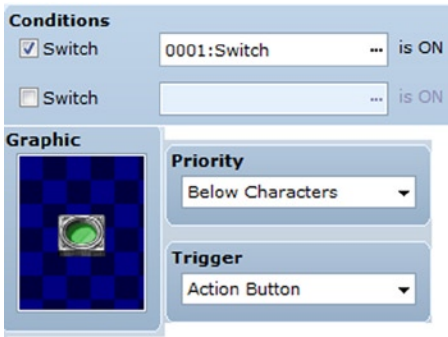 Conditions
Switch 0001:Switch ... is ON
Switch ... is ON
Graphic
Priority
Below Characters
Trigger
Action Button